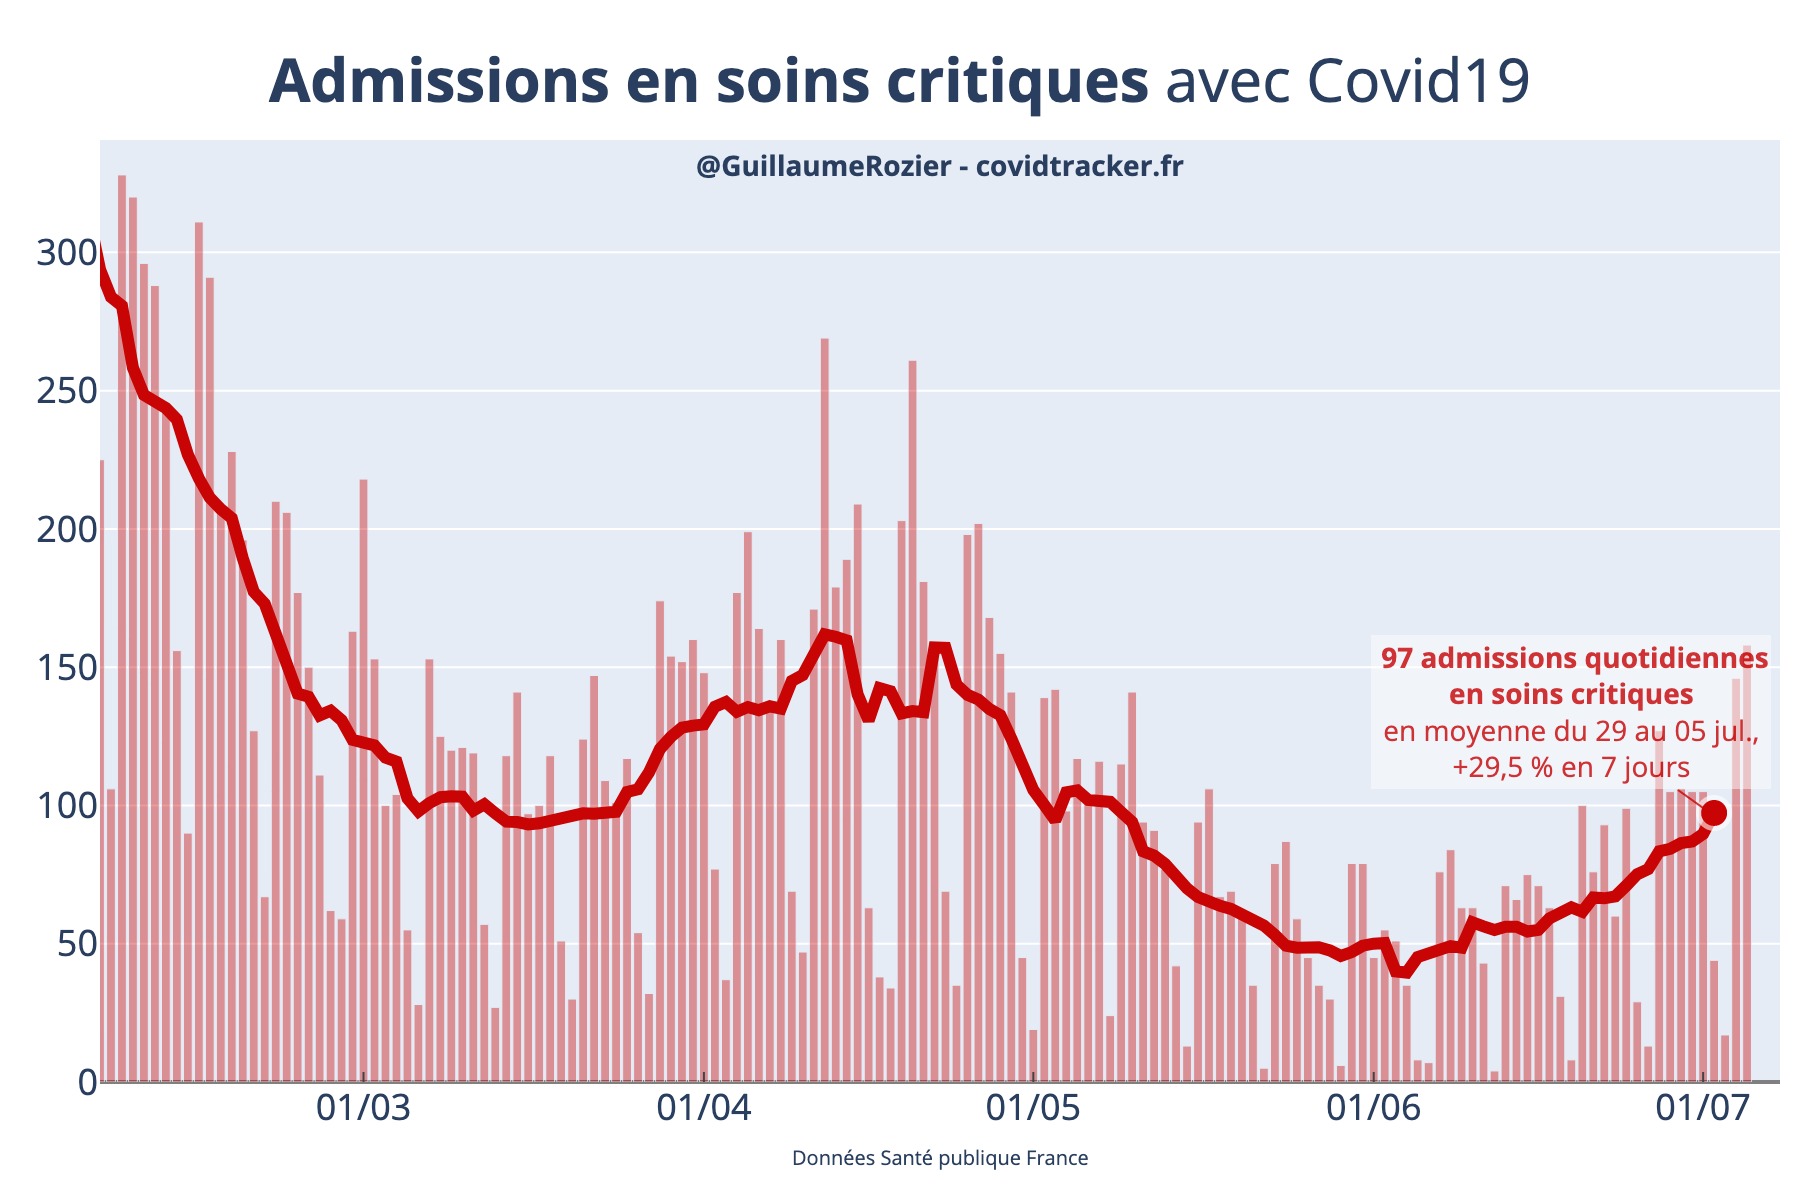 Admissions en soins critiques avec Covid19
@GuillaumeRozier - covidtracker.fr
300
250
200
150
100
50
0
97 admissions quotidiennes
en soins critiques
en moyenne du 29 au 05 jul.,
+29,5 % en 7 jours
01/03 01/04 01/05 01/06 01/07
Données Santé publique France